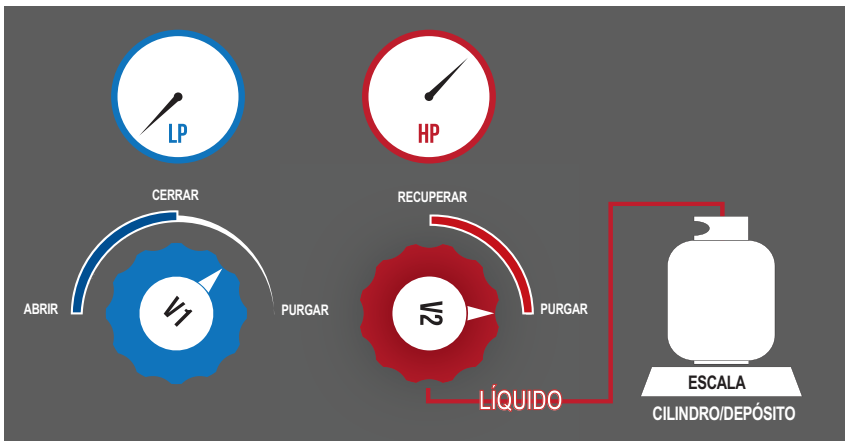 LP
HP
CERRAR
RECUPERAR
ABRIR
V1
PURGAR
V2
PURGAR
LÍQUIDO
ESCALA
CILINDRO/DEPÓSITO